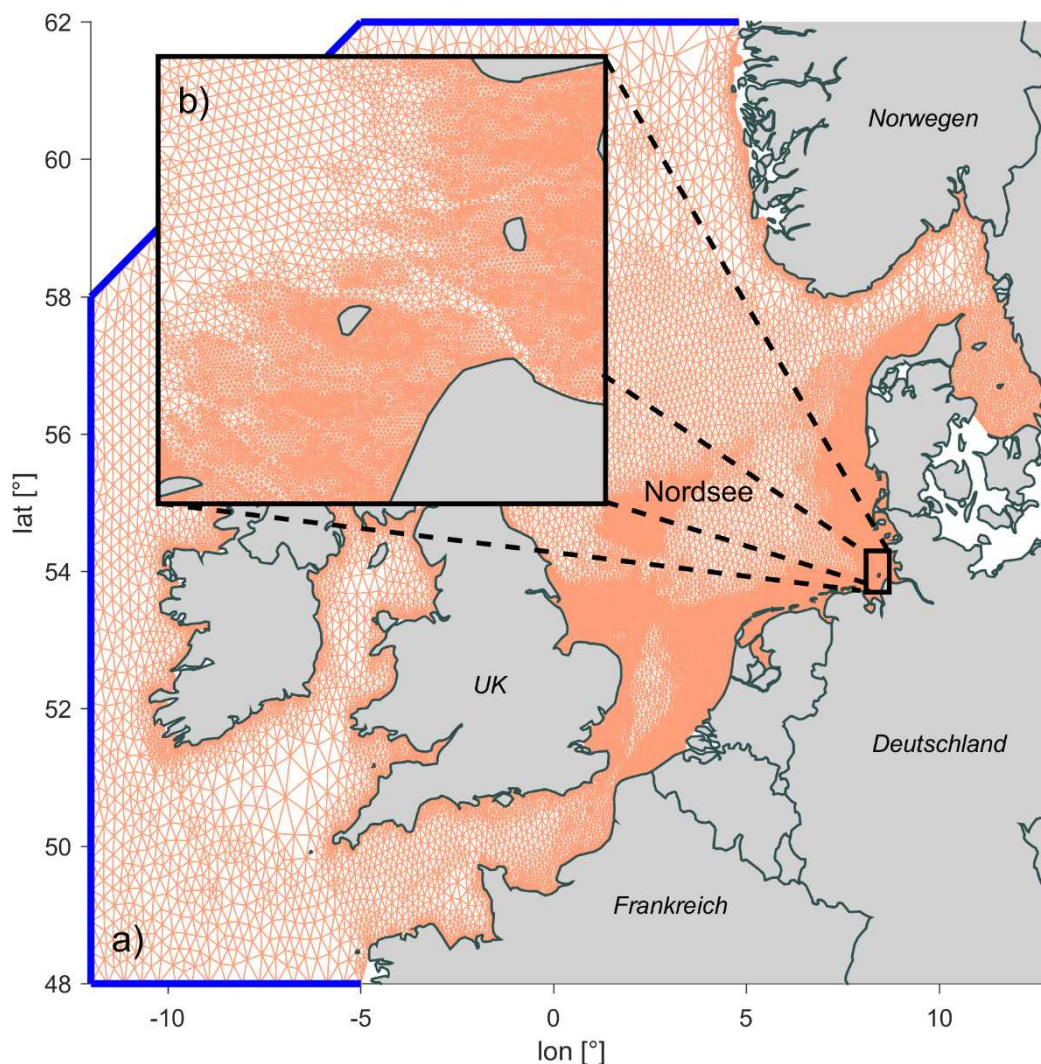 62
60
58
56
54
52
50
48
lat [°]
-10
-5
0
5
10
lon [°]
b)
Norwegen
Nordsee
UK
Deutschland
Frankreich
a)